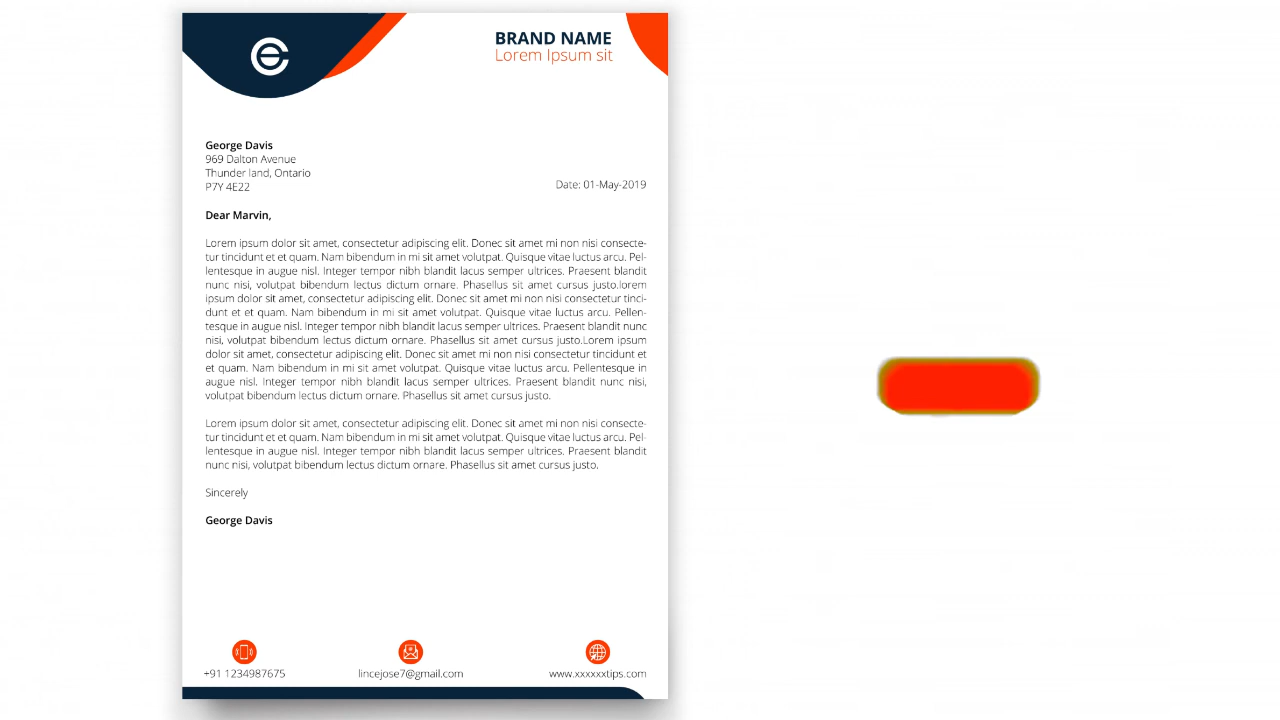 BRAND NAME
Lorem Ipsum sit
George Davis
969 Dalton Avenue
Thunder land, Ontario
P7Y 4E22
Date: 01-May-2019
Dear Marvin,
Lorem ipsum dolor sit amet, consectetur adipiscing elit. Donec sit amet mi non nisi consecte-
tur tincidunt et et quam. Nam bibendum in mi sit amet volutpat. Quisque vitae luctus arcu. Pel-
lentesque in augue nisl. Integer tempor nibh blandit lacus semper ultrices. Praesent blandit
nunc nisi, volutpat bibendum lectus dictum ornare. Phasellus sit amet cursus justo.lorem
ipsum dolor sit amet, consectetur adipiscing elit. Donec sit amet mi non nisi consectetur tinci-
dunt et et quam. Nam bibendum in mi sit amet volutpat. Quisque vitae luctus arcu. Pellen-
tesque in augue nisl. Integer tempor nibh blandit lacus semper ultrices. Praesent blandit nunc
nisi, volutpat bibendum lectus dictum ornare. Phasellus sit amet cursus justo.Lorem ipsum
dolor sit amet, consectetur adipiscing elit. Donec sit amet mi non nisi consectetur tincidunt et
et quam. Nam bibendum in mi sit amet volutpat. Quisque vitae luctus arcu. Pellentesque in
augue nisl. Integer tempor nibh blandit lacus semper ultrices. Praesent blandit nunc nisi,
volutpat bibendum lectus dictum ornare. Phasellus sit amet cursus justo.
Lorem ipsum dolor sit amet, consectetur adipiscing elit. Donec sit amet mi non nisi consecte-
tur tincidunt et et quam. Nam bibendum in mi sit amet volutpat. Quisque vitae luctus arcu. Pel-
lentesque in augue nisl. Integer tempor nibh blandit lacus semper ultrices. Praesent blandit
nunc nisi, volutpat bibendum lectus dictum ornare. Phasellus sit amet cursus justo.
Sincerely
George Davis
+91 1234987675
lincejose7@gmail.com
www.xxxxxxtips.com